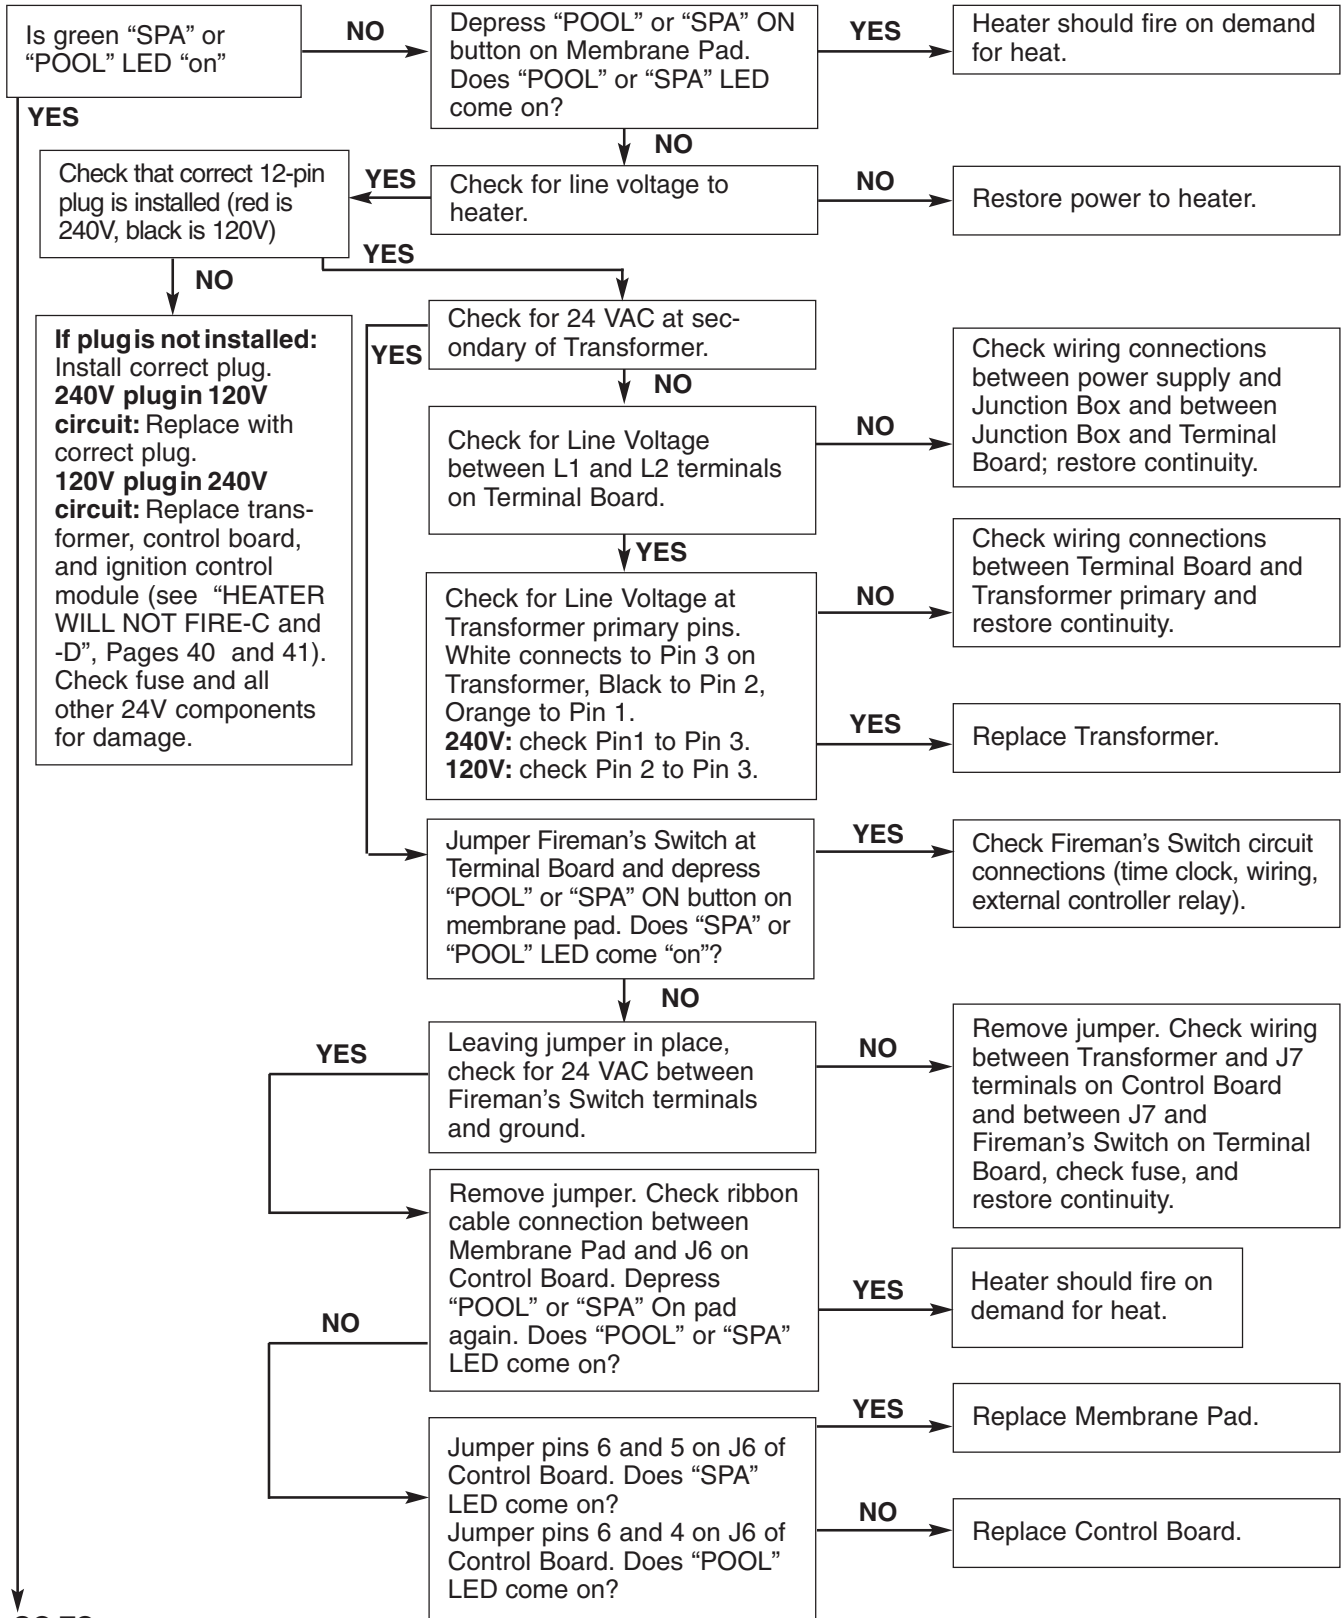 Is green “SPA” or
“POOL” LED “on”
NO
Depress “POOL” or “SPA” ON
button on Membrane Pad.
Does “POOL” or “SPA” LED
come on?
YES
Heater should fire on demand
for heat.
YES
NO
Check that correct 12-pin
plug is installed (red is
240V, black is 120V)
YES
Check for line voltage to
heater.
NO
Restore power to heater.
YES
NO
If plug is not installed:
Install correct plug.
240V plug in 120V
circuit: Replace with
correct plug.
120V plug in 240V
circuit: Replace trans-
former, control board,
and ignition control
module (see “HEATER
WILL NOT FIRE-C and
-D”, Pages 40 and 41).
Check fuse and all
other 24V components
for damage.
Check for 24 VAC at sec-
ondary of Transformer.
YES
NO
Check for Line Voltage
between L1 and L2 terminals
on Terminal Board.
NO
Check wiring connections
between power supply and
Junction Box and between
Junction Box and Terminal
Board; restore continuity.
YES
Check for Line Voltage at
Transformer primary pins.
White connects to Pin 3 on
Transformer, Black to Pin 2,
Orange to Pin 1.
240V: check Pin1 to Pin 3.
120V: check Pin 2 to Pin 3.
NO
Check wiring connections
between Terminal Board and
Transformer primary and
restore continuity.
YES
Replace Transformer.
Jumper Fireman’s Switch at
Terminal Board and depress
“POOL” or “SPA” ON button on
membrane pad. Does “SPA” or
“POOL” LED come “on”?
YES
Check Fireman’s Switch circuit
connections (time clock, wiring,
external controller relay).
NO
Leaving jumper in place,
check for 24 VAC between
Fireman’s Switch terminals
and ground.
YES
NO
Remove jumper. Check wiring
between Transformer and J7
terminals on Control Board
and between J7 and
Fireman’s Switch on Terminal
Board, check fuse, and
restore continuity.
Remove jumper. Check ribbon
cable connection between
Membrane Pad and J6 on
Control Board. Depress
“POOL” or “SPA” On pad
again. Does “POOL” or “SPA”
LED come on?
YES
Heater should fire on
demand for heat.
NO
Jumper pins 6 and 5 on J6 of
Control Board. Does “SPA”
LED come on?
Jumper pins 6 and 4 on J6 of
Control Board. Does “POOL”
LED come on?
YES
Replace Membrane Pad.
NO
Replace Control Board.